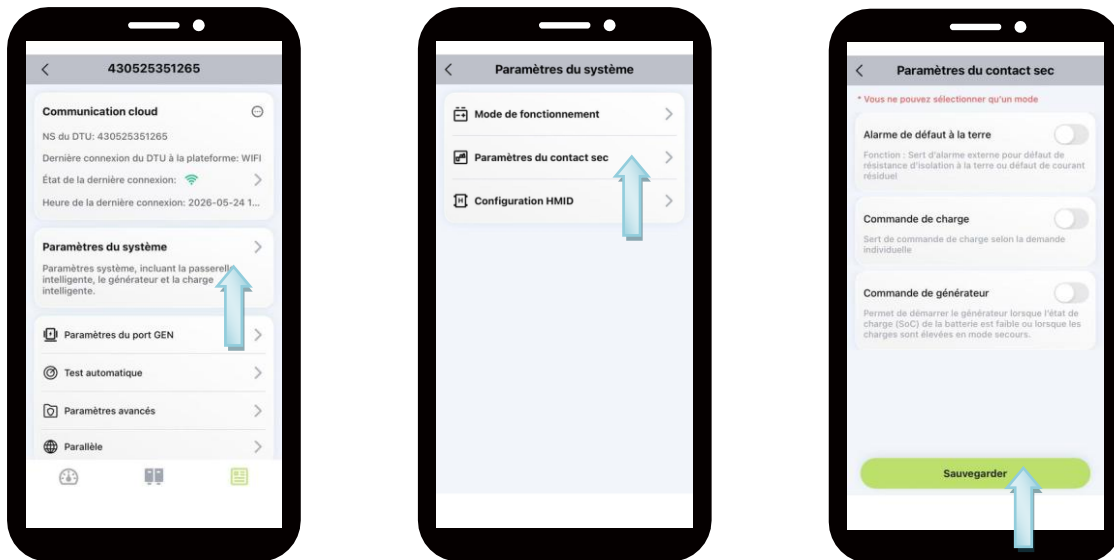 430525351265
Communication cloud
NS du DTU: 430525351265
Dernière connexion du DTU à la plateforme: WIFI
État de la dernière connexion:
Heure de la dernière connexion: 2026-05-24 1...
Paramètres du système
Paramètres système, incluant la passerelle
intelligente, le générateur et la charge
intelligente.
Paramètres du port GEN
Test automatique
Paramètres avancés
Parallèle
Paramètres du système
Mode de fonctionnement
Paramètres du contact sec
Configuration HMID
Paramètres du contact sec
* Vous ne pouvez sélectionner qu'un mode
Alarme de défaut à la terre
Fonction : Sert d'alarme externe pour défaut de
résistance d'isolation à la terre ou défaut de courant
résiduel
Commande de charge
Sert de commande de charge selon la demande
individuelle
Commande de générateur
Permet de démarrer le générateur lorsque l'état de
charge (SoC) de la batterie est faible ou lorsque les
charges sont élevées en mode secours.
Sauvegarder